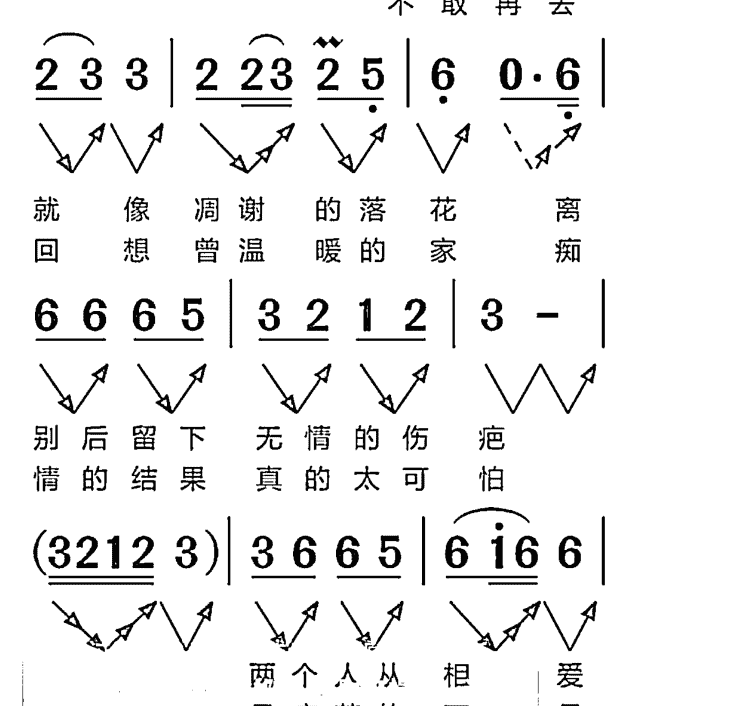 不 敢 再 去
2 3 3 | 2 23 2 5 | 6 0·6 |
就 像 凋 谢 的 落 花 离
回 想 曾 温 暖 的 家 痴
6 6 6 5 | 3 2 1 2 | 3 - |
别 后 留 下 无 情 的 伤 疤
情 的 结 果 真 的 太 可 怕
(3212 3) | 3 6 6 5 | 6 i6 6 |
两 个 人 从 相 爱